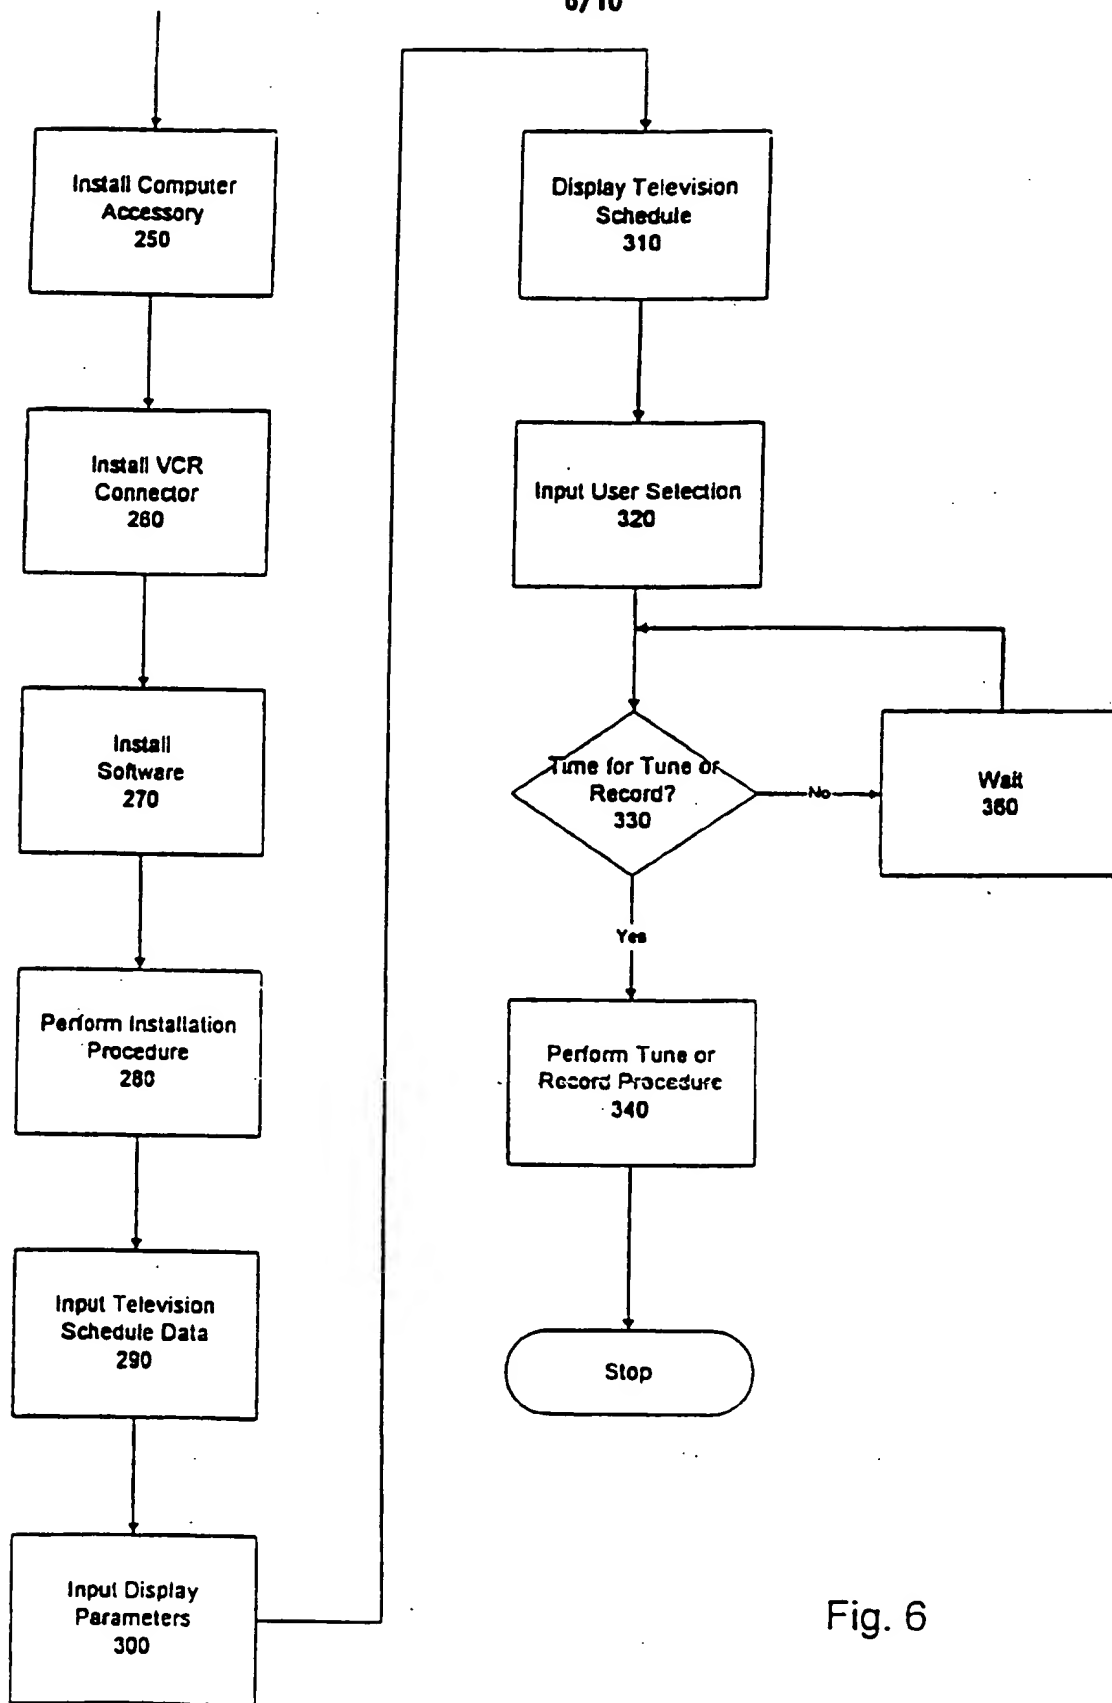 6/10
Install Computer
Accessory
250
Install VCR
Connector
260
Install
Software
270
Perform Installation
Procedure
280
Input Television
Schedule Data
290
Input Display
Parameters
300
Display Television
Schedule
310
Input User Selection
320
Time for Tune or
Record?
330
No
Wait
360
Yes
Perform Tune or
Record Procedure
340
Stop
Fig. 6